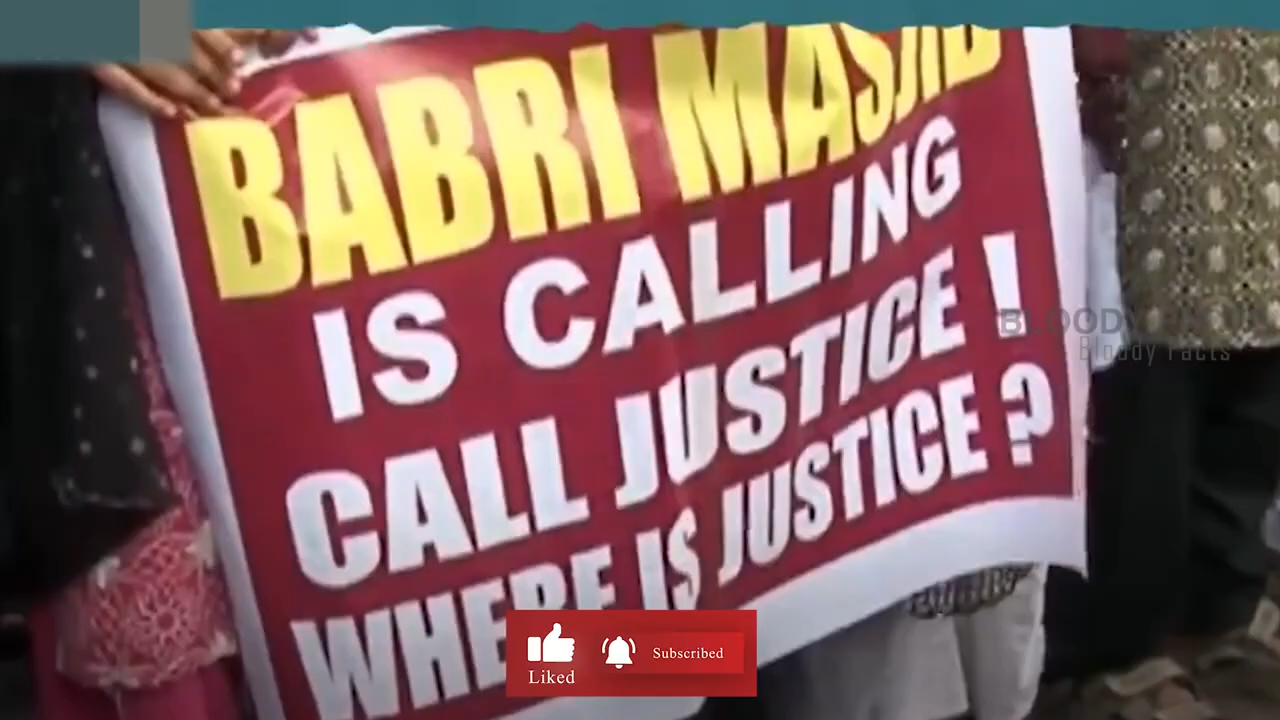 BABRI MASJID
IS CALLING
CALL JUSTICE !
WHERE IS JUSTICE ?
BLOODY
Bloody Facts
Liked
Subscribed